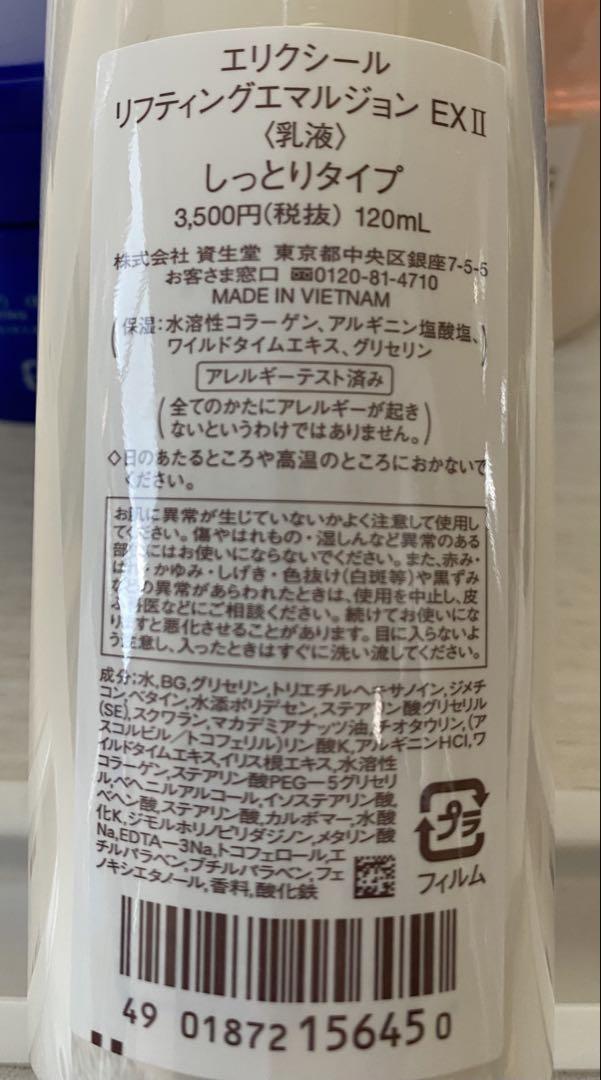 エリクシール
リフティングエマルジョン EXⅡ
〈乳液〉
しっとりタイプ
3,500円(税抜) 120mL
株式会社 資生堂 東京都中央区銀座7-5-5
お客さま窓口 0120-81-4710
MADE IN VIETNAM
(保湿:水溶性コラーゲン、アルギニン塩酸塩、
ワイルドタイムエキス、グリセリン)
アレルギーテスト済み
(全てのかたにアレルギーが起き
ないというわけではありません。)
◇日のあたるところや高温のところにおかないで
ください。
お肌に異常が生じていないかよく注意して使用し
てください。傷やはれもの・湿しんなど異常のある
部位にはお使いにならないでください。また、赤み・
はれ・かゆみ・しげき・色抜け(白斑等)や黒ずみ
などの異常があらわれたときは、使用を中止し、皮
ふ科医などにご相談ください。続けてお使いにな
りますと悪化させることがあります。目に入らないよ
う注意し、入ったときはすぐに洗い流してください。
成分:水,BG,グリセリン,トリエチルヘキサノイン,ジメチ
コン,ベタイン,水添ポリデセン,ステアリン酸グリセリル
(SE),スクワラン,マカデミアナッツ油,チオタウリン,(ア
スコルビル/トコフェリル)リン酸K,アルギニンHCl,ワ
イルドタイムエキス,イリス根エキス,水溶性
コラーゲン,ステアリン酸PEG-5グリセリ
ル,ベヘニルアルコール,イソステアリン酸,
ベヘン酸,ステアリン酸,カルボマー,水酸
化K,ジモルホリノピリダジノン,メタリン酸
Na,EDTA-3Na,トコフェロール,エ
チルパラベン,ブチルパラベン,フェ
ノキシエタノール,香料,酸化鉄
プラ
フィルム
49 01872 156450